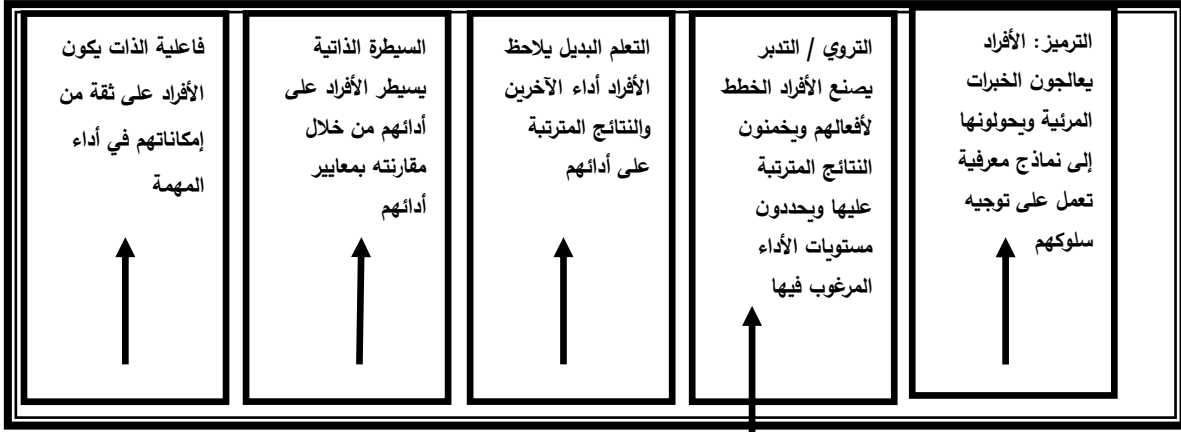 الترميز: الأفراد
يعالجون الخبرات
المرئية ويحولونها
إلى نماذج معرفية
تعمل على توجيه
سلوكهم
التروي / التدبر
يصنع الأفراد الخطط
لأفعالهم ويخمنون
النتائج المترتبة
عليها ويحددون
مستويات الأداء
المرغوب فيها
التعلم البديل يلاحظ
الأفراد أداء الآخرين
والنتائج المترتبة
على أدائهم
السيطرة الذاتية
يسيطر الأفراد على
أدائهم من خلال
مقارنته بمعايير
أدائهم
فاعلية الذات يكون
الأفراد على ثقة من
إمكاناتهم في أداء
المهمة